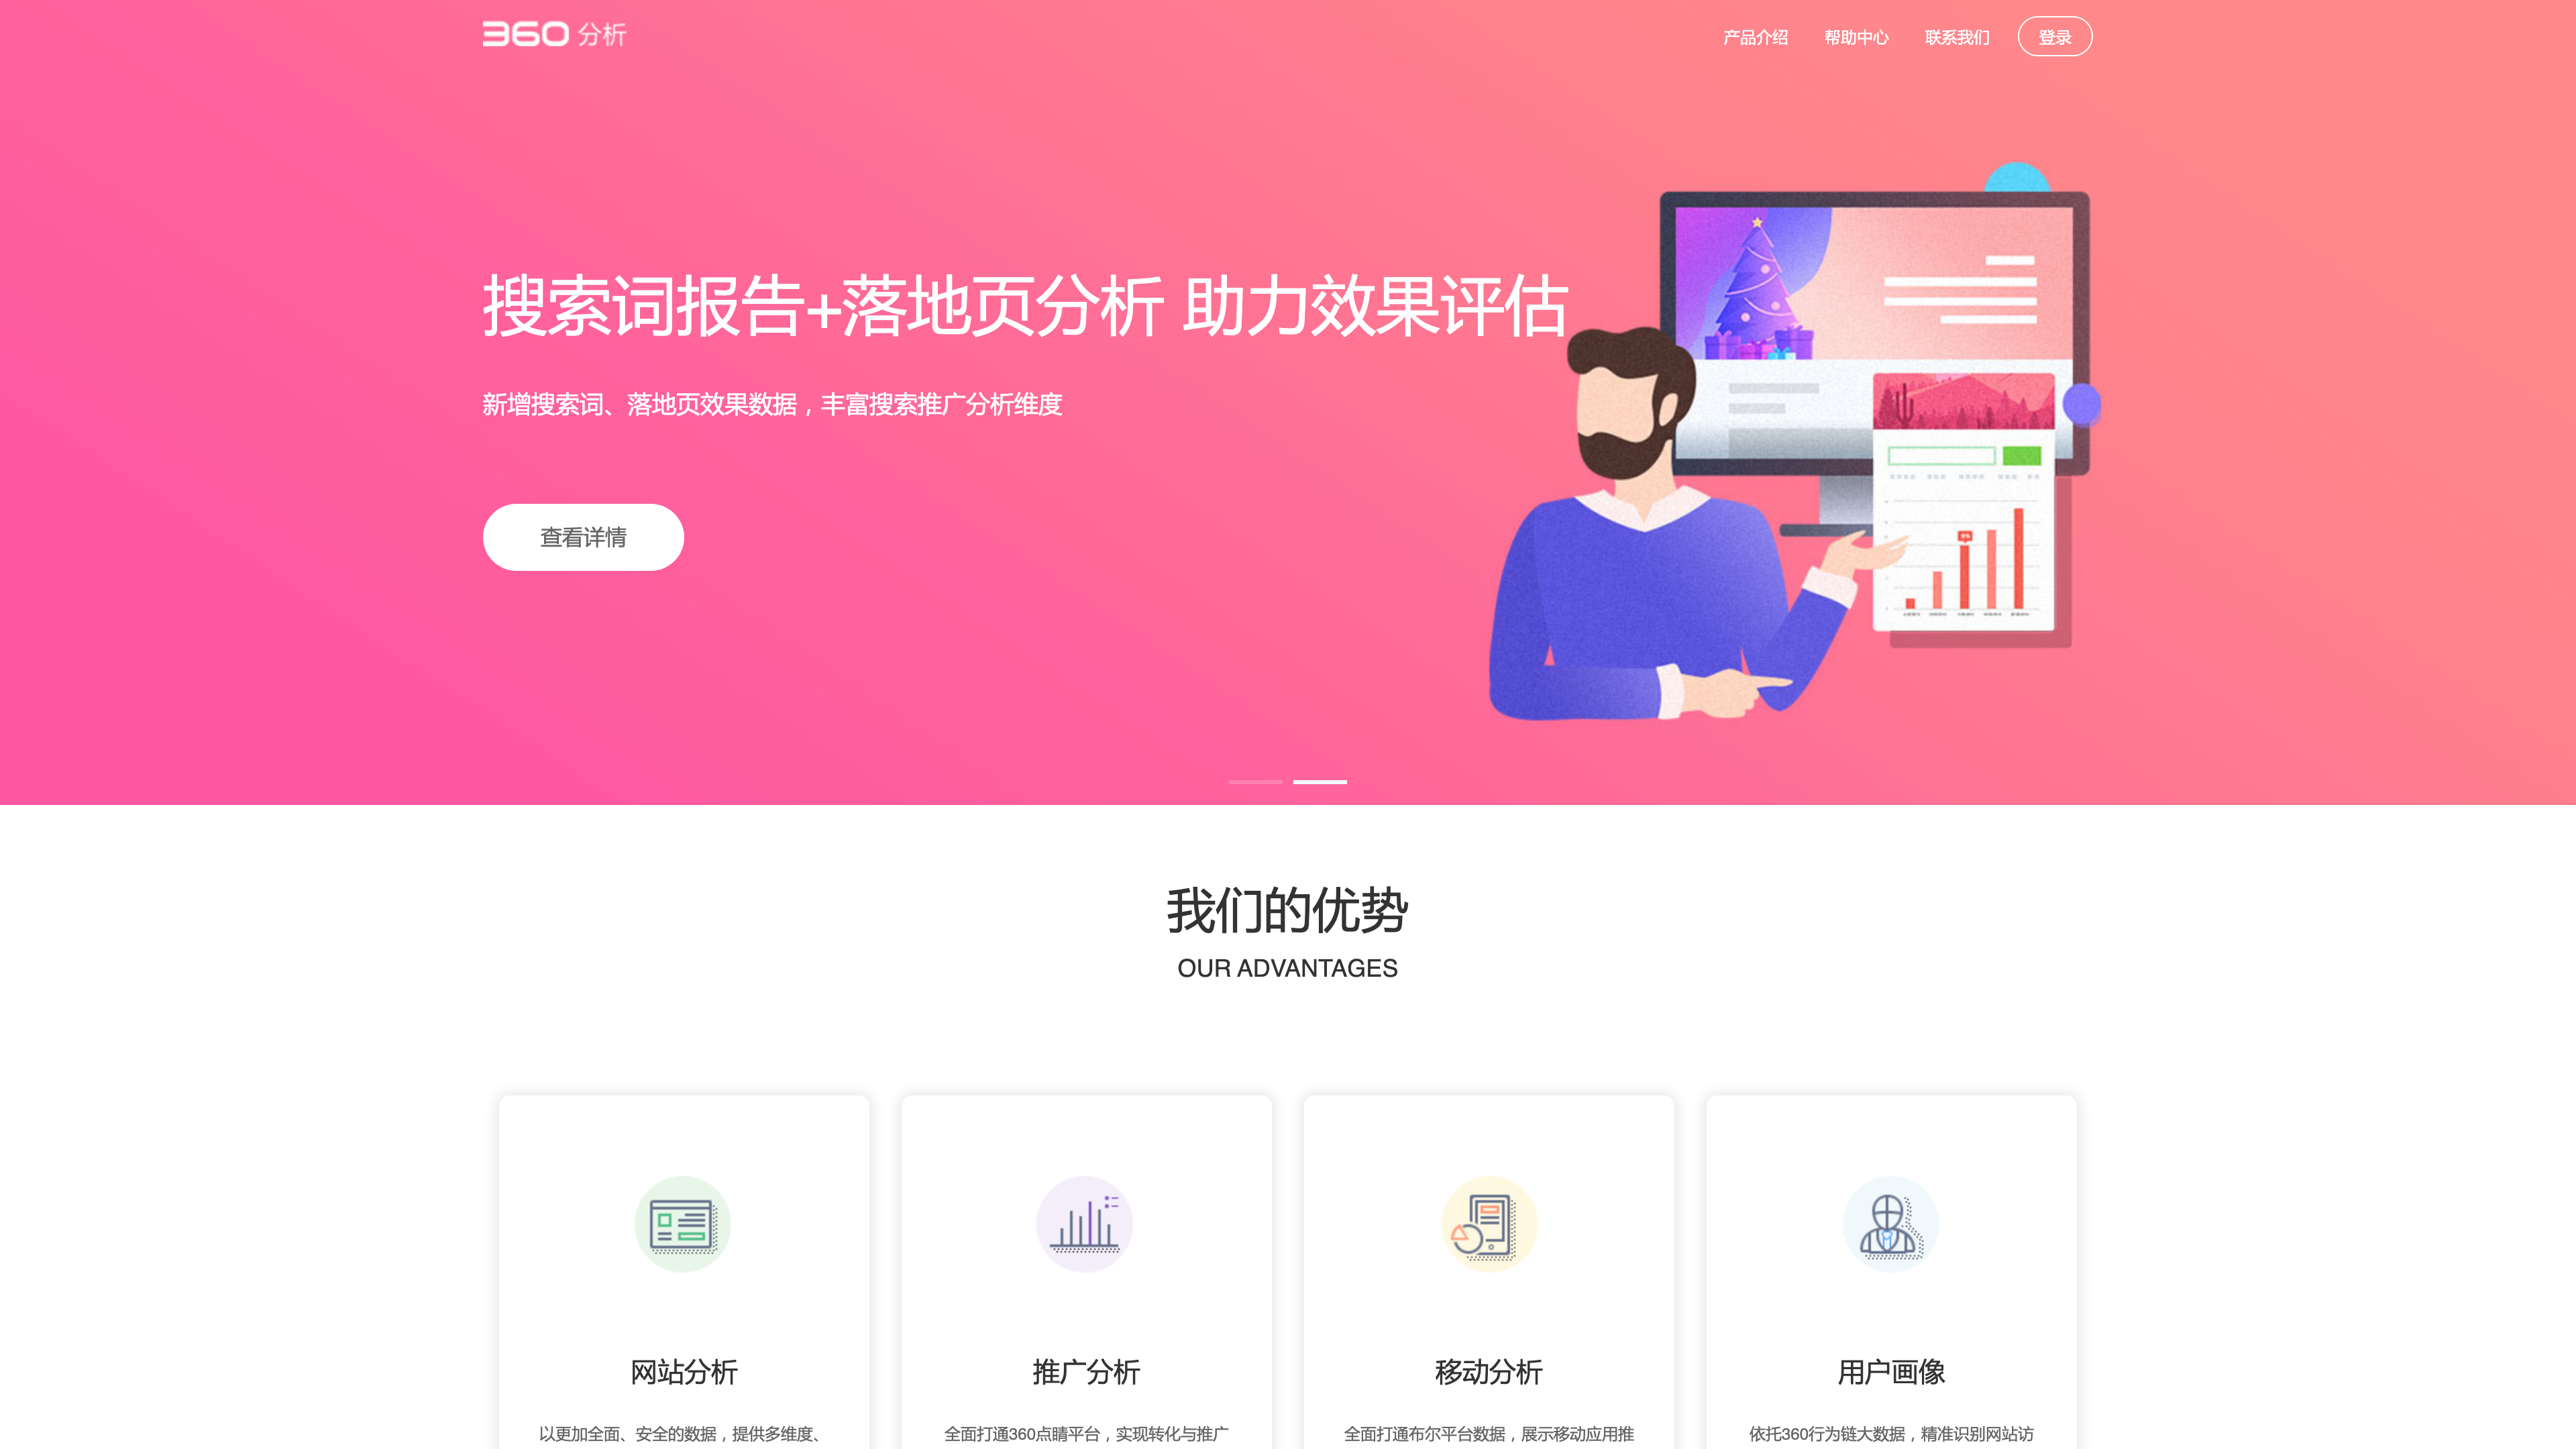 360 分析
产品介绍
帮助中心
联系我们
登录
搜索词报告+落地页分析 助力效果评估
新增搜索词、落地页效果数据，丰富搜索推广分析维度
查看详情
我们的优势
OUR ADVANTAGES
网站分析
以更加全面、安全的数据，提供多维度、
推广分析
全面打通360点睛平台，实现转化与推广
移动分析
全面打通布尔平台数据，展示移动应用推
用户画像
依托360行为链大数据，精准识别网站访